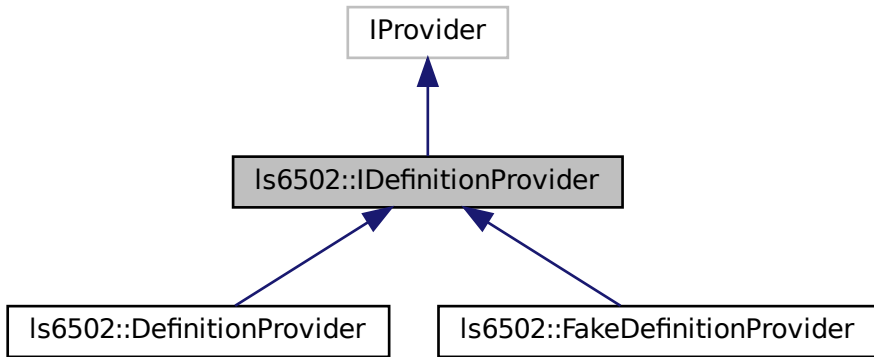 IProvider
ls6502::IDefinitionProvider
ls6502::DefinitionProvider
ls6502::FakeDefinitionProvider